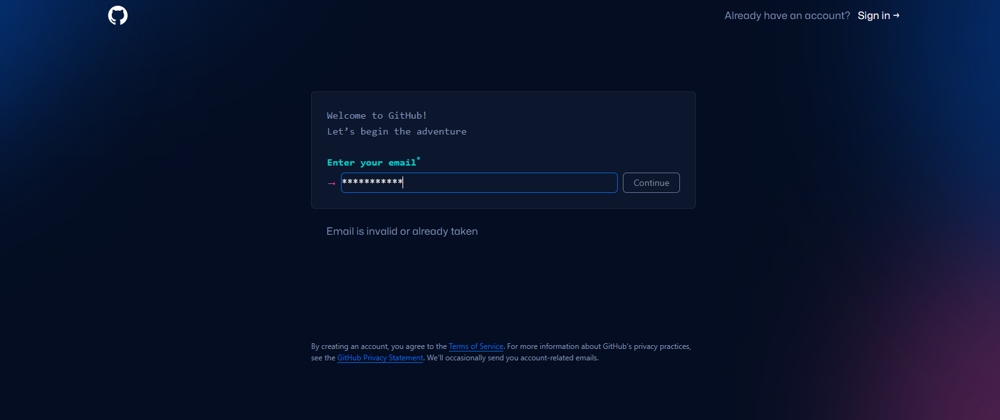 Already have an account? Sign in →
Welcome to GitHub!
Let’s begin the adventure
Enter your email*
→ *********** Continue
Email is invalid or already taken
By creating an account, you agree to the Terms of Service. For more information about GitHub's privacy practices,
see the GitHub Privacy Statement. We'll occasionally send you account-related emails.